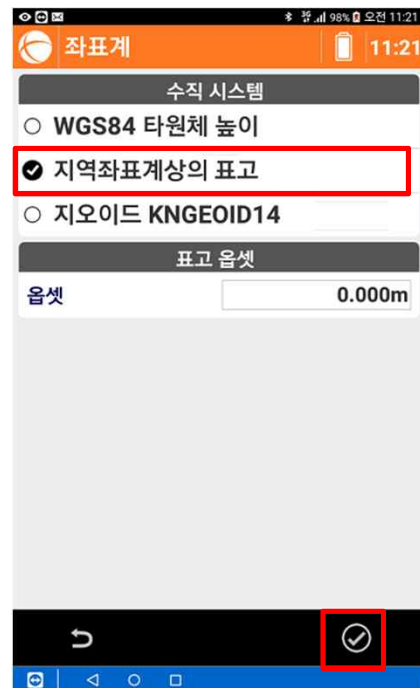 98% 오전 11:21
좌표계 11:21
수직 시스템
WGS84 타원체 높이
지역좌표계상의 표고
지오이드 KNGEOID14
표고 옵셋
옵셋 0.000m